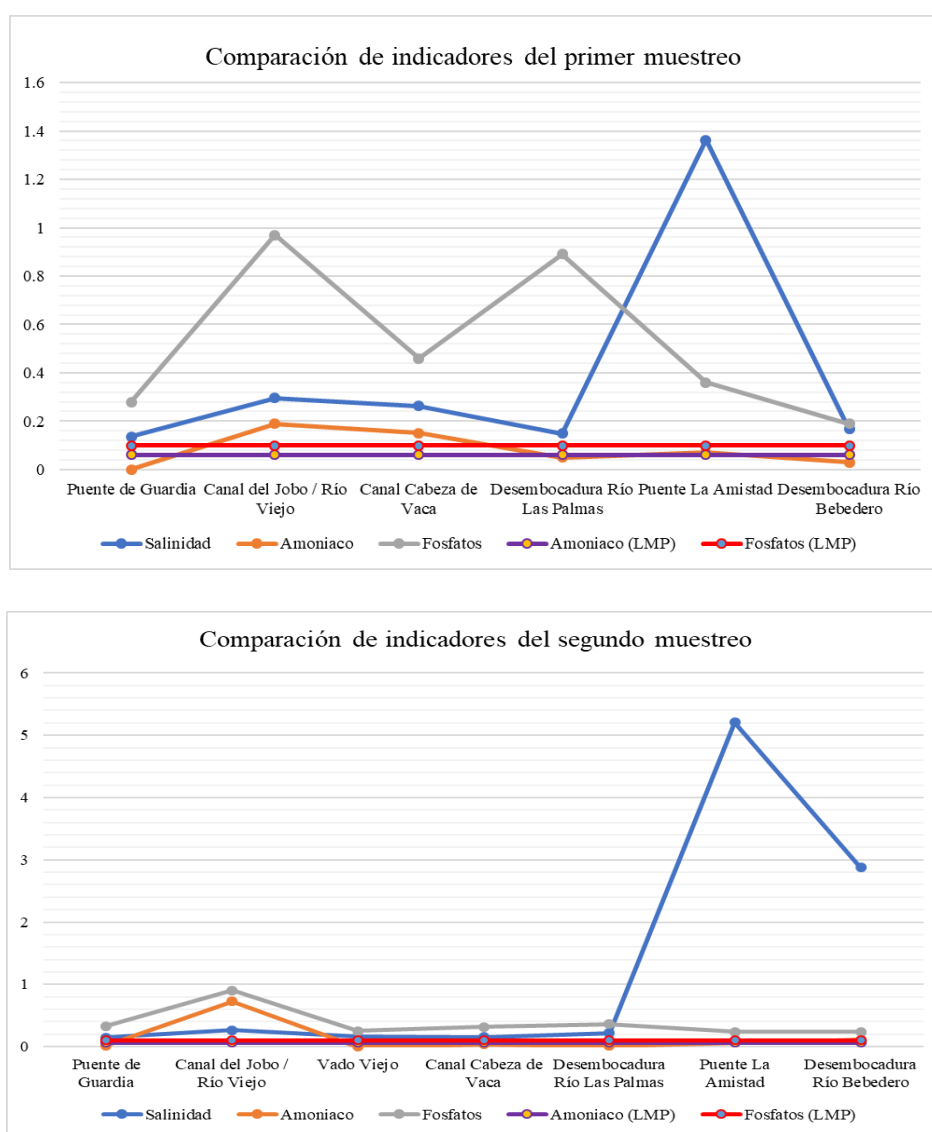 Comparación de indicadores del primer muestreo
1.6
1.4
1.2
1
0.8
0.6
0.4
0.2
0
Puente de Guardia Canal del Jobo / Río Canal Cabeza de Desembocadura Río Puente La Amistad Desembocadura Río
Viejo Vaca Las Palmas Bebedero
Salinidad Amoniaco Fosfatos Amoniaco (LMP) Fosfatos (LMP)
Comparación de indicadores del segundo muestreo
6
5
4
3
2
1
0
Puente de Canal del Jobo / Vado Viejo Canal Cabeza de Desembocadura Puente La Desembocadura
Guardia Río Viejo Vaca Río Las Palmas Amistad Río Bebedero
Salinidad Amoniaco Fosfatos Amoniaco (LMP) Fosfatos (LMP)